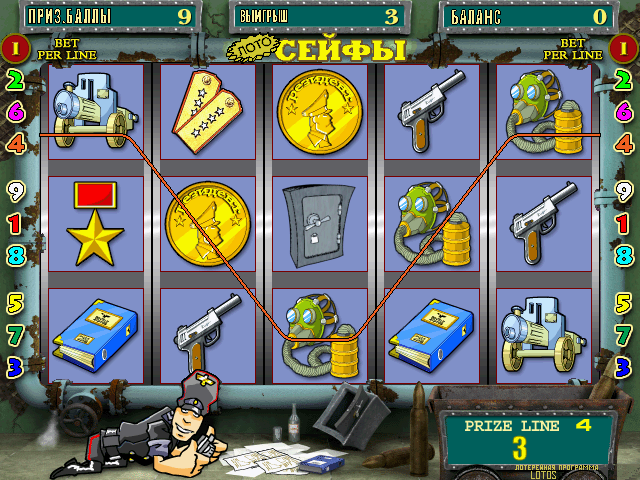 ПРИЗ.БАЛЛЫ 9
ВЫИГРЫШ 3
БАЛАНС 0
I
BET
PER LINE
ЛОТО СЕЙФЫ
BET
PER LINE
I
2
6
4
9
1
8
5
7
3
2
6
4
9
1
8
5
7
3
PRIZE LINE 4
3
ЛОТЕРЕЙНАЯ ПРОГРАММА
LOTOS